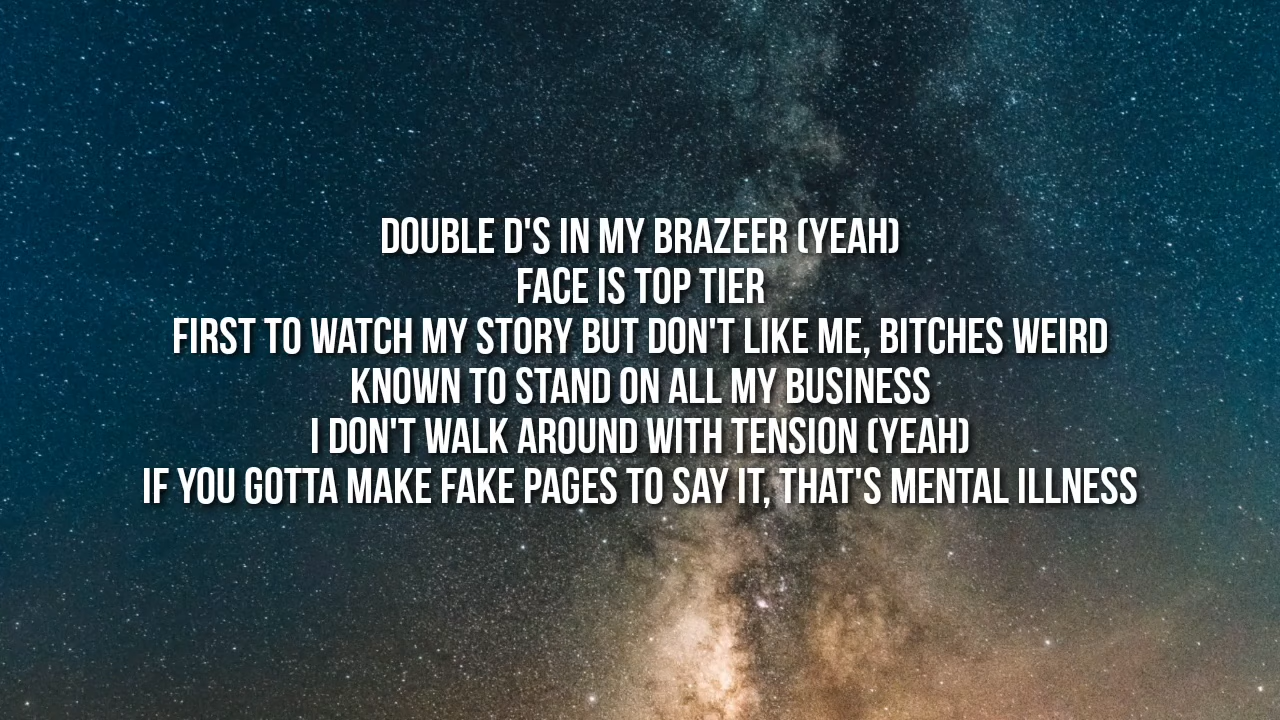 DOUBLE D'S IN MY BRAZEER (YEAH)
FACE IS TOP TIER
FIRST TO WATCH MY STORY BUT DON'T LIKE ME, BITCHES WEIRD
KNOWN TO STAND ON ALL MY BUSINESS
I DON'T WALK AROUND WITH TENSION (YEAH)
IF YOU GOTTA MAKE FAKE PAGES TO SAY IT, THAT'S MENTAL ILLNESS